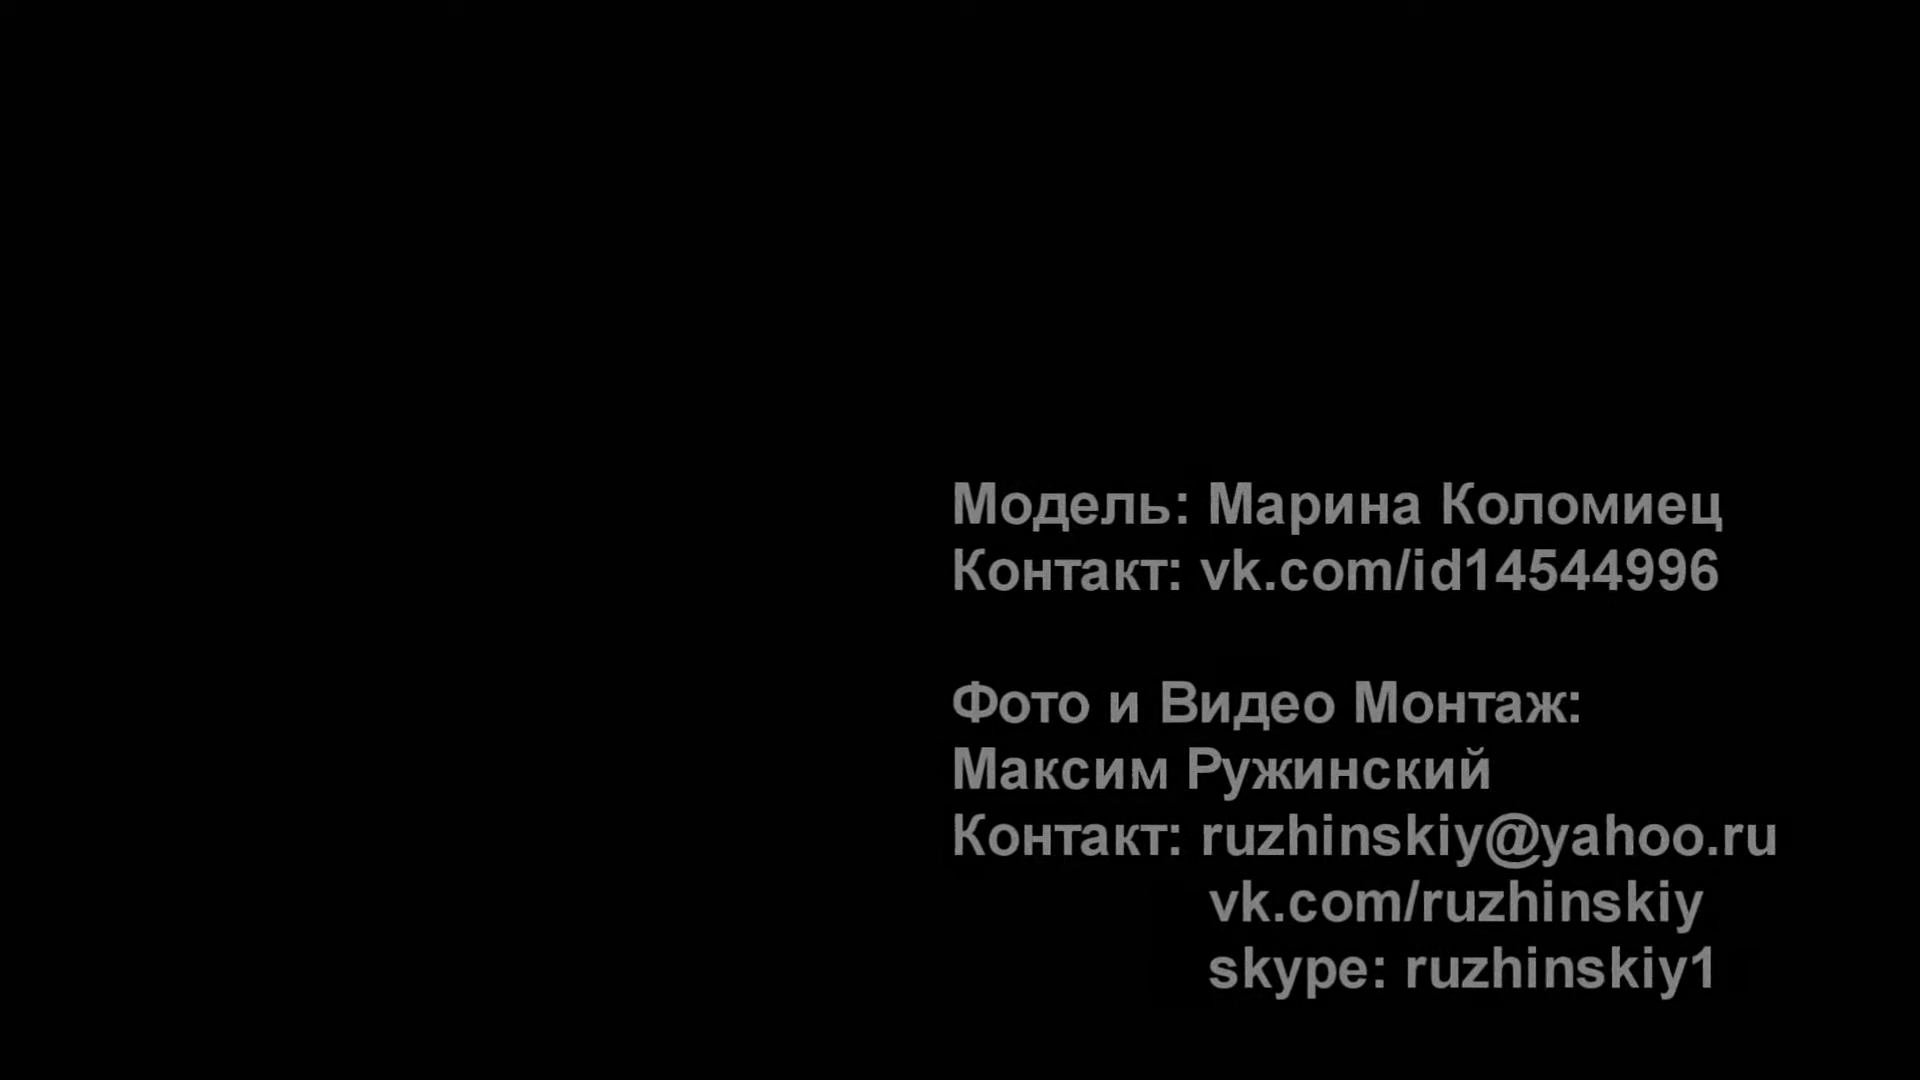 Модель: Марина Коломиец
Контакт: vk.com/id14544996
Фото и Видео Монтаж:
Максим Ружинский
Контакт: ruzhinskiy@yahoo.ru
vk.com/ruzhinskiy
skype: ruzhinskiy1